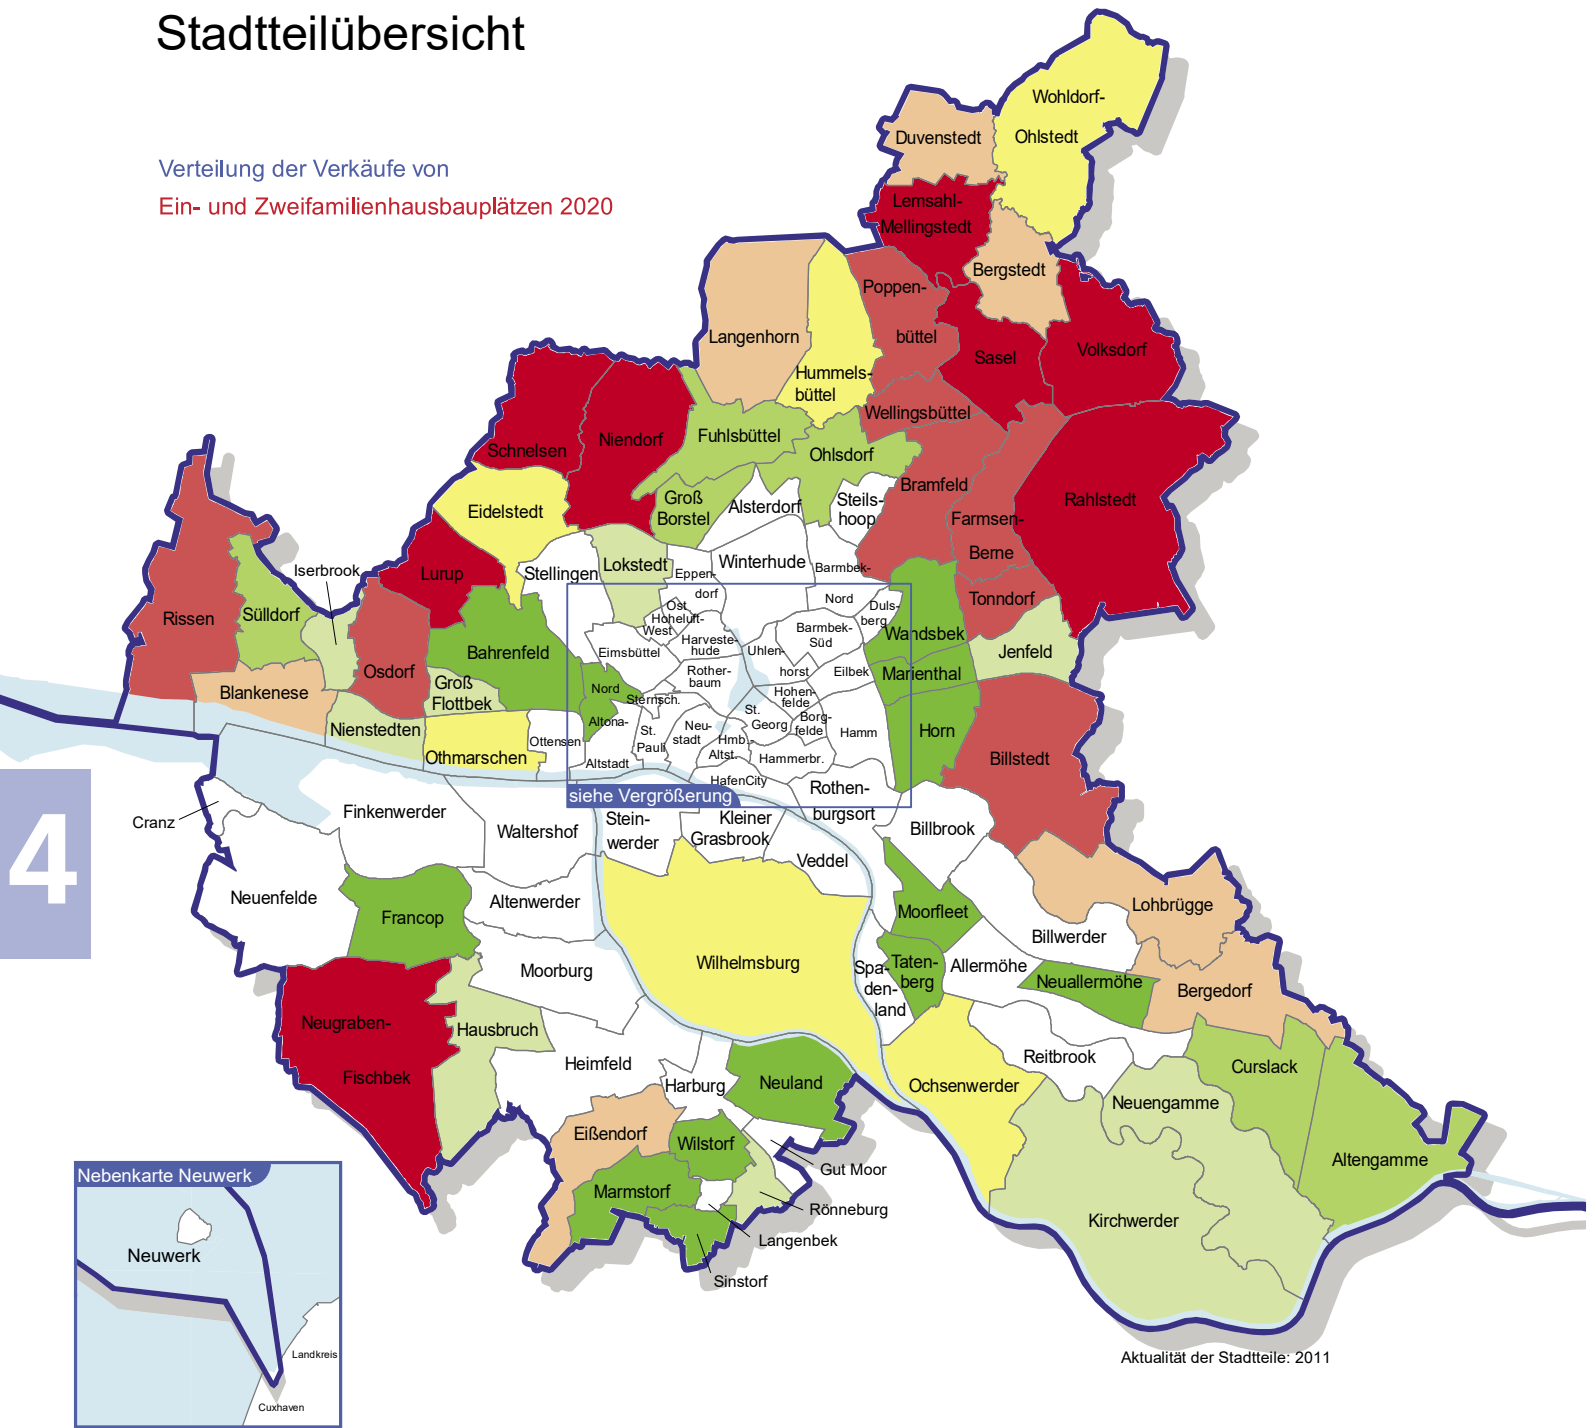 Stadtteilübersicht
Verteilung der Verkäufe von
Ein- und Zweifamilienhausbauplätzen 2020
Wohldorf-
Ohlstedt
Duvenstedt
Lemsahl-
Mellingstedt
Bergstedt
Poppen-
büttel
Langenhorn
Hummels-
büttel
Sasel
Volksdorf
Wellingsbüttel
Schnelsen
Niendorf
Fuhlsbüttel
Ohlsdorf
Bramfeld
Rahlstedt
Farmsen-
Berne
Groß
Borstel
Alsterdorf
Steils-
hoop
Eidelstedt
Lurup
Stellingen
Lokstedt
Eppen-
dorf
Winterhude
Barmbek-
Nord
Duls-
berg
Tonndorf
Iserbrook
Rissen
Sülldorf
Osdorf
Bahrenfeld
Ost
Hoheluft-
West
Eimsbüttel
Harveste-
hude
Uhlen-
horst
Barmbek-
Süd
Wandsbek
Jenfeld
Eilbek
Marienthal
Rother-
baum
Hohen-
felde
Blankenese
Groß
Flottbek
Nord
Sternsch.
Altona-
Altstadt
St.
Pauli
Neu-
stadt
St.
Georg
Borg-
felde
Hamm
Horn
Billstedt
Nienstedten
Othmarschen
Ottensen
Hmb.-
Altst.
Hammerbr.
HafenCity
Rothen-
burgsort
siehe Vergrößerung
Cranz
Finkenwerder
Waltershof
Stein-
werder
Kleiner
Grasbrook
Veddel
Billbrook
4
Neuenfelde
Francop
Altenwerder
Moorburg
Wilhelmsburg
Moorfleet
Lohbrügge
Billwerder
Spa-
den-
land
Taten-
berg
Allermöhe
Neuallermöhe
Bergedorf
Neugraben-
Fischbek
Hausbruch
Heimfeld
Harburg
Neuland
Ochsenwerder
Reitbrook
Curslack
Neuengamme
Altengamme
Eißendorf
Wilstorf
Gut Moor
Marmstorf
Rönneburg
Langenbek
Sinstorf
Kirchwerder
Nebenkarte Neuwerk
Neuwerk
Landkreis
Cuxhaven
Aktualität der Stadtteile: 2011